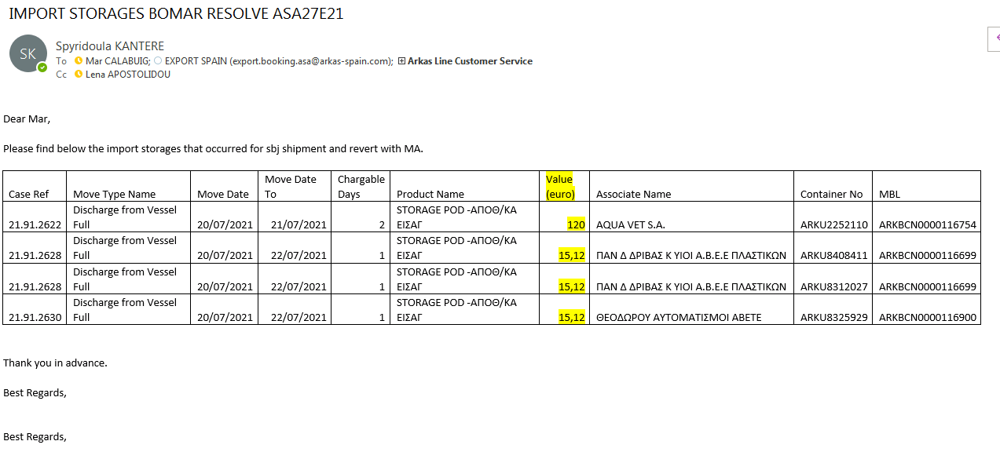 IMPORT STORAGES BOMAR RESOLVE ASA27E21
SK
Spyridoula KANTERE
To Mar CALABUIG; EXPORT SPAIN (export.booking.asa@arkas-spain.com); Arkas Line Customer Service
Cc Lena APOSTOLIDOU
Dear Mar,
Please find below the import storages that occurred for sbj shipment and revert with MA.
Move Date Chargable Value
Case Ref Move Type Name Move Date To Days Product Name (euro) Associate Name Container No MBL
Discharge from Vessel STORAGE POD -ΑΠΟΘ/ΚΑ
21.91.2622 Full 20/07/2021 21/07/2021 2 ΕΙΣΑΓ 120 AQUA VET S.A. ARKU2252110 ARKBCN0000116754
Discharge from Vessel STORAGE POD -ΑΠΟΘ/ΚΑ
21.91.2628 Full 20/07/2021 22/07/2021 1 ΕΙΣΑΓ 15,12 ΠΑΝ Δ ΔΡΙΒΑΣ Κ ΥΙΟΙ Α.Β.Ε.Ε ΠΛΑΣΤΙΚΩΝ ARKU8408411 ARKBCN0000116699
Discharge from Vessel STORAGE POD -ΑΠΟΘ/ΚΑ
21.91.2628 Full 20/07/2021 22/07/2021 1 ΕΙΣΑΓ 15,12 ΠΑΝ Δ ΔΡΙΒΑΣ Κ ΥΙΟΙ Α.Β.Ε.Ε ΠΛΑΣΤΙΚΩΝ ARKU8312027 ARKBCN0000116699
Discharge from Vessel STORAGE POD -ΑΠΟΘ/ΚΑ
21.91.2630 Full 20/07/2021 22/07/2021 1 ΕΙΣΑΓ 15,12 ΘΕΟΔΩΡΟΥ ΑΥΤΟΜΑΤΙΣΜΟΙ ΑΒΕΤΕ ARKU8325929 ARKBCN0000116900
Thank you in advance.
Best Regards,
Best Regards,